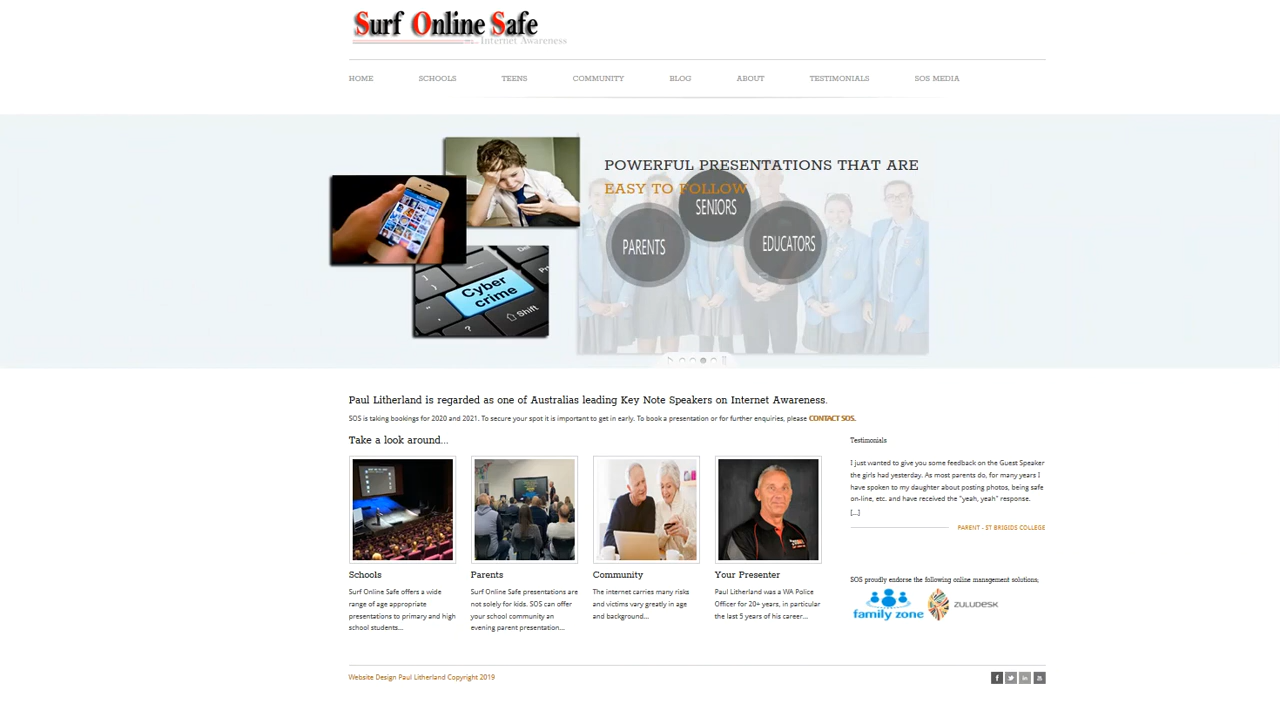 Surf Online Safe
Internet Awareness
HOME SCHOOLS TEENS COMMUNITY BLOG ABOUT TESTIMONIALS SOS MEDIA
POWERFUL PRESENTATIONS THAT ARE
EASY TO FOLLOW
SENIORS
PARENTS
EDUCATORS
Cyber
crime
Shift
Paul Litherland is regarded as one of Australias leading Key Note Speakers on Internet Awareness.
SOS is taking bookings for 2020 and 2021. To secure your spot it is important to get in early. To book a presentation or for further enquiries, please CONTACT SOS.
Take a look around...
Schools
Surf Online Safe offers a wide
range of age appropriate
presentations to primary and high
school students...
Parents
Surf Online Safe presentations are
not solely for kids. SOS can offer
your school community an
evening parent presentation...
Community
The internet carries many risks
and victims vary greatly in age
and background...
Your Presenter
Paul Litherland was a WA Police
Officer for 20+ years, in particular
the last 5 years of his career...
Testimonials
I just wanted to give you some feedback on the Guest Speaker
the girls had yesterday. As most parents do, for many years I
have spoken to my daughter about posting photos, being safe
on-line, etc. and have received the "yeah, yeah" response.
[...]
PARENT - ST BRIGIDS COLLEGE
SOS proudly endorse the following online management solutions;
family zone
ZULUDESK
Website Design Paul Litherland Copyright 2019